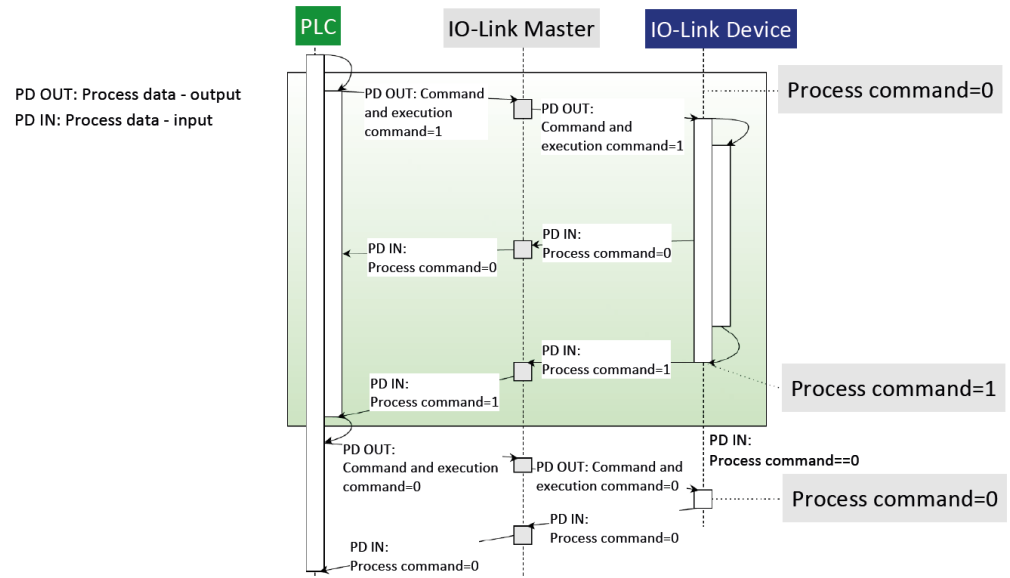 PLC
IO-Link Master
IO-Link Device
PD OUT: Process data - output
PD IN: Process data - input
Process command=0
PD OUT: Command
and execution
command=1
PD OUT:
Command and
execution command=1
PD IN:
Process command=0
PD IN:
Process command=0
PD IN:
Process command=1
PD IN:
Process command=1
Process command=1
PD OUT:
Command and execution
command=0
PD IN:
Process command==0
PD OUT: Command and
execution command=0
Process command=0
PD IN:
Process command=0
PD IN:
Process command=0